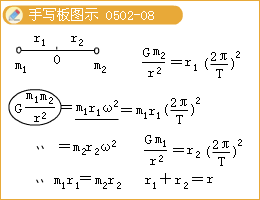 手写板图示 0502-08
r₁ r₂
m₁ O m₂
Gm₂/r² = r₁ (2π/T)²
G m₁m₂/r² = m₁r₁ω² = m₁r₁ (2π/T)²
〃 = m₂r₂ω² Gm₁/r² = r₂ (2π/T)²
〃 m₁r₁ = m₂r₂ r₁ + r₂ = r